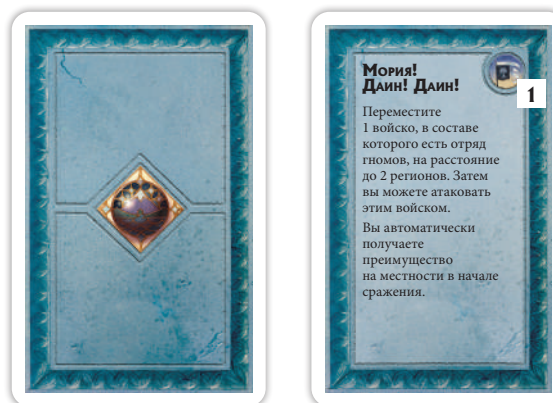 Мория!
Даин! Даин!
1
Переместите
1 войско, в составе
которого есть отряд
гномов, на расстояние
до 2 регионов. Затем
вы можете атаковать
этим войском.
Вы автоматически
получаете
преимущество
на местности в начале
сражения.